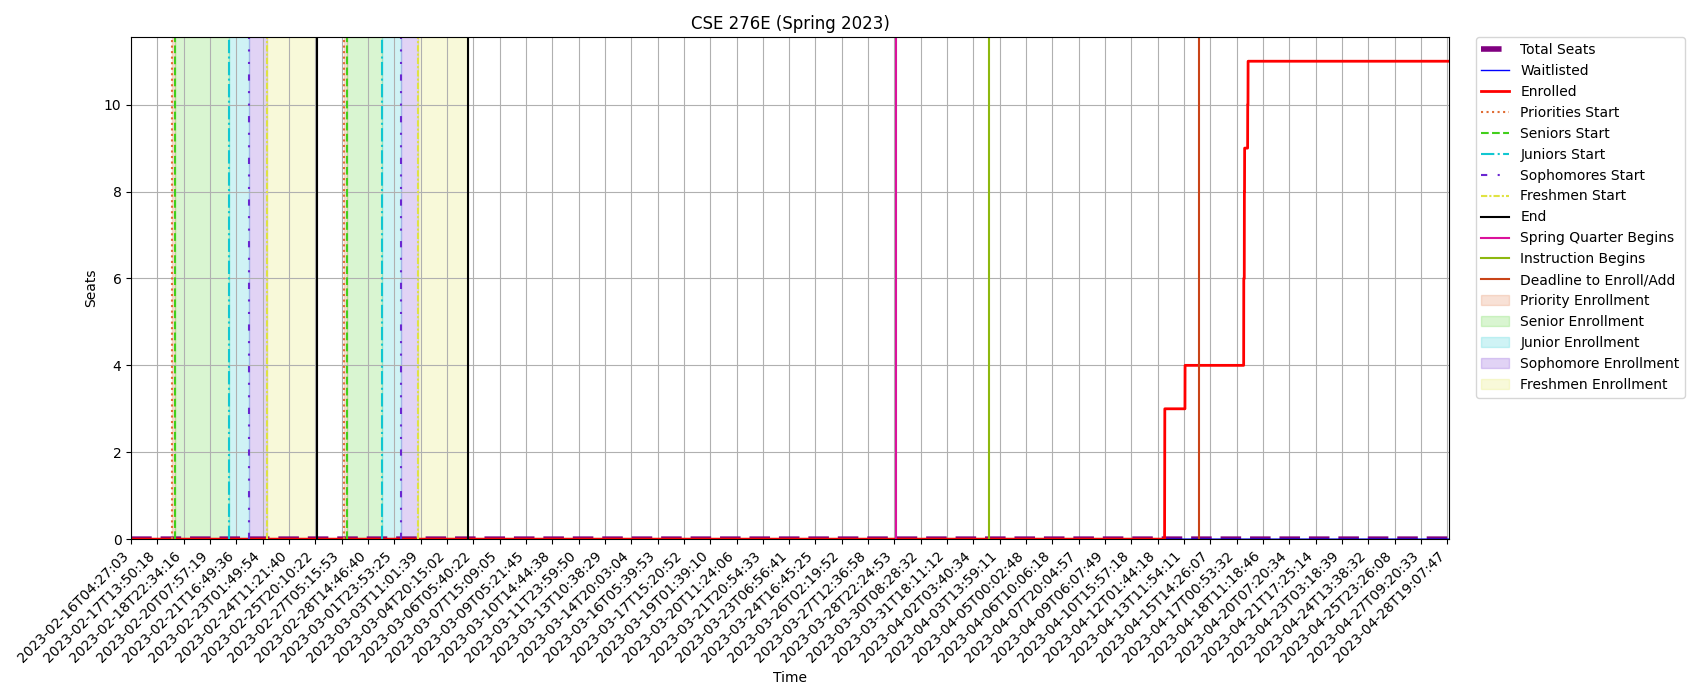 CSE 276E (Spring 2023)
Seats
10
8
6
4
2
0
2023-02-16T04:27:03
2023-02-17T13:50:18
2023-02-18T22:34:16
2023-02-20T07:57:19
2023-02-21T16:49:36
2023-02-23T01:49:54
2023-02-24T11:21:40
2023-02-25T20:10:22
2023-02-27T05:15:53
2023-02-28T14:46:40
2023-03-01T23:53:25
2023-03-03T11:01:39
2023-03-04T20:15:02
2023-03-06T05:40:22
2023-03-07T15:09:05
2023-03-09T05:21:45
2023-03-10T14:44:38
2023-03-11T23:59:50
2023-03-13T10:38:29
2023-03-14T20:03:04
2023-03-16T05:39:53
2023-03-17T15:20:52
2023-03-19T01:39:10
2023-03-20T11:24:06
2023-03-21T20:54:33
2023-03-23T06:56:41
2023-03-24T16:45:25
2023-03-26T02:19:52
2023-03-27T12:36:58
2023-03-28T22:24:53
2023-03-30T08:28:32
2023-03-31T18:11:12
2023-04-02T03:40:34
2023-04-03T13:59:11
2023-04-05T00:02:48
2023-04-06T10:06:18
2023-04-07T20:04:57
2023-04-09T06:07:49
2023-04-10T15:57:18
2023-04-12T01:44:18
2023-04-13T11:54:11
2023-04-15T14:26:07
2023-04-17T00:53:32
2023-04-18T11:18:46
2023-04-20T07:20:34
2023-04-21T17:25:14
2023-04-23T03:18:39
2023-04-24T13:38:32
2023-04-25T23:26:08
2023-04-27T09:20:33
2023-04-28T19:07:47
Time
Total Seats
Waitlisted
Enrolled
Priorities Start
Seniors Start
Juniors Start
Sophomores Start
Freshmen Start
End
Spring Quarter Begins
Instruction Begins
Deadline to Enroll/Add
Priority Enrollment
Senior Enrollment
Junior Enrollment
Sophomore Enrollment
Freshmen Enrollment